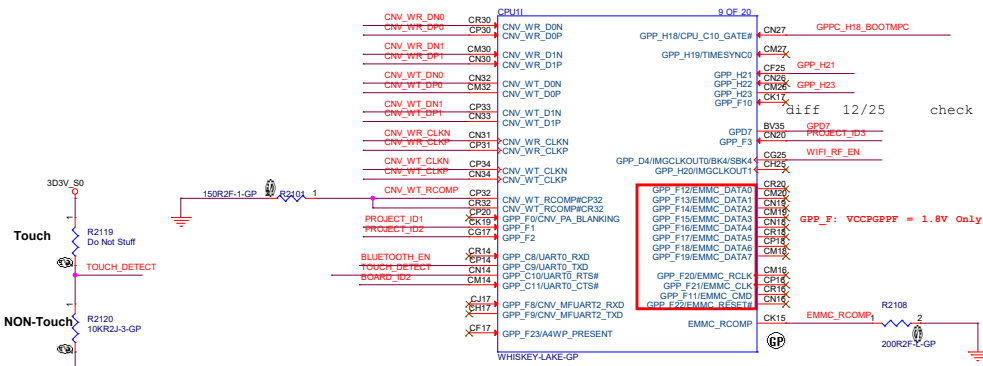 CPU1I
9 OF 20
CNV_WR_DN0 CR30 CNV_WR_D0N
CNV_WR_DP0 CP30 CNV_WR_D0P
CNV_WR_DN1 CM30 CNV_WR_D1N
CNV_WR_DP1 CN30 CNV_WR_D1P
CNV_WT_DN0 CN32 CNV_WT_D0N
CNV_WT_DP0 CM32 CNV_WT_D0P
CNV_WT_DN1 CP33 CNV_WT_D1N
CNV_WT_DP1 CN33 CNV_WT_D1P
CNV_WR_CLKN CN31 CNV_WR_CLKN
CNV_WR_CLKP CP31 CNV_WR_CLKP
CNV_WT_CLKN CP34 CNV_WT_CLKN
CNV_WT_CLKP CN34 CNV_WT_CLKP
150R2F-1-GP R2101 1 CNV_WT_RCOMP CP32 CNV_WT_RCOMP#CP32
CR32 CNV_WT_RCOMP#CR32
CP20 GPP_F0/CNV_PA_BLANKING
PROJECT_ID1 CK19 GPP_F1
PROJECT_ID2 CG17 GPP_F2
CR14 GPP_C8/UART0_RXD
BLUETOOTH_EN CP14 GPP_C9/UART0_TXD
TOUCH_DETECT CN14 GPP_C10/UART0_RTS#
BOARD_ID2 CM14 GPP_C11/UART0_CTS#
CJ17 GPP_F8/CNV_MFUART2_RXD
CH17 GPP_F9/CNV_MFUART2_TXD
CF17 GPP_F23/A4WP_PRESENT
WHISKEY-LAKE-GP
GPP_H18/CPU_C10_GATE# CN27 GPPC_H18_BOOTMPC
GPP_H19/TIMESYNC0 CM27
GPP_H21 CF25 GPP_H21
GPP_H22 CN26
GPP_H23 CM26 GPP_H23
GPP_F10 CK17
diff 12/25 check
GPD7 BV35 GPD7
GPP_F3 CN20 PROJECT_ID3
GPP_D4/IMGCLKOUT0/BK4/SBK4 CG25 WIFI_RF_EN
GPP_H20/IMGCLKOUT1 CH25
GPP_F12/EMMC_DATA0 CR20
GPP_F13/EMMC_DATA1 CM20
GPP_F14/EMMC_DATA2 CN19
GPP_F15/EMMC_DATA3 CM19
GPP_F16/EMMC_DATA4 CN18
GPP_F17/EMMC_DATA5 CR18
GPP_F18/EMMC_DATA6 CP18
GPP_F19/EMMC_DATA7 CM18
GPP_F: VCCPGPPF = 1.8V Only
GPP_F20/EMMC_RCLK CM16
GPP_F21/EMMC_CLK CP16
GPP_F11/EMMC_CMD CR16
GPP_F22/EMMC_RESET# CN16
EMMC_RCOMP CK15 EMMC_RCOMP 1 R2108 2
200R2F-L-GP
GP
3D3V_S0
1
Touch
R2119
Do Not Stuff
2
TOUCH_DETECT
1
NON-Touch
R2120
10KR2J-3-GP
2